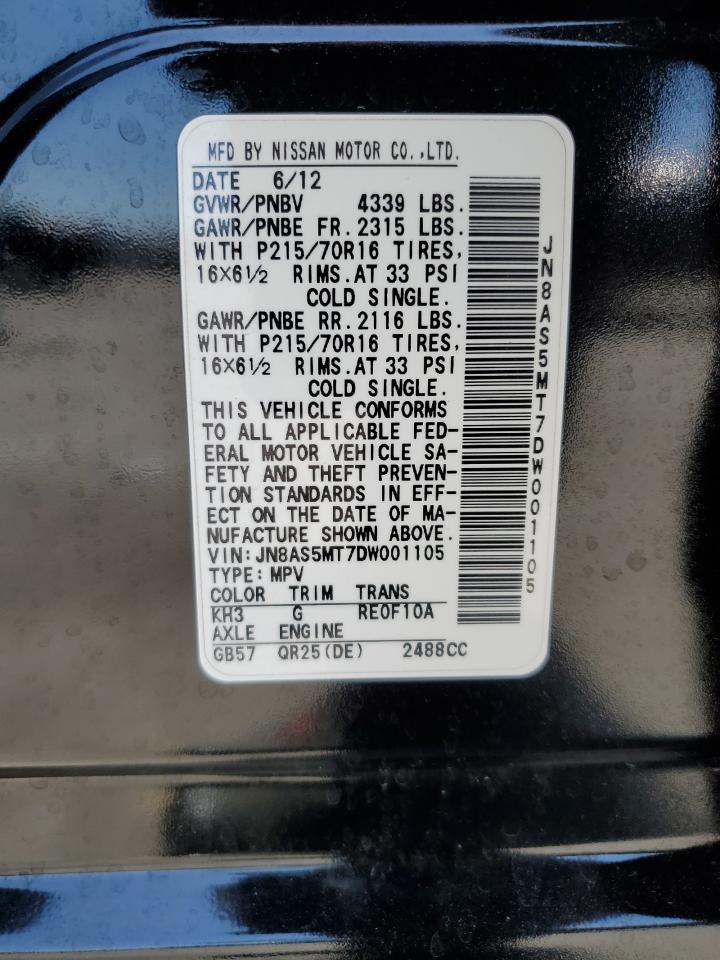 MFD BY NISSAN MOTOR CO.,LTD.
DATE 6/12
GVWR/PNBV 4339 LBS.
GAWR/PNBE FR. 2315 LBS.
WITH P215/70R16 TIRES,
16×6½ RIMS. AT 33 PSI
COLD SINGLE.
GAWR/PNBE RR. 2116 LBS.
WITH P215/70R16 TIRES,
16×6½ RIMS. AT 33 PSI
COLD SINGLE.
THIS VEHICLE CONFORMS
TO ALL APPLICABLE FED-
ERAL MOTOR VEHICLE SA-
FETY AND THEFT PREVEN-
TION STANDARDS IN EFF-
ECT ON THE DATE OF MA-
NUFACTURE SHOWN ABOVE.
VIN: JN8AS5MT7DW001105
TYPE: MPV
COLOR TRIM TRANS
KH3 G RE0F10A
AXLE ENGINE
GB57 QR25(DE) 2488CC
JN8AS5MT7DW001105